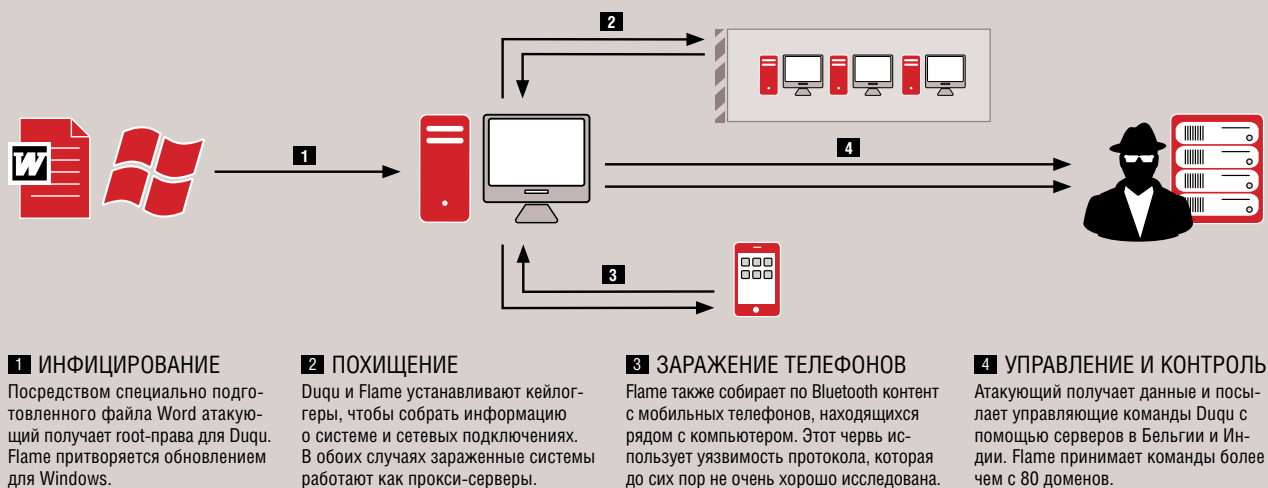 2
W
1
4
3
1 ИНФИЦИРОВАНИЕ
Посредством специально подго-
товленного файла Word атакую-
щий получает root-права для Duqu.
Flame притворяется обновлением
для Windows.
2 ПОХИЩЕНИЕ
Duqu и Flame устанавливают кейлог-
геры, чтобы собрать информацию
о системе и сетевых подключениях.
В обоих случаях зараженные системы
работают как прокси-серверы.
3 ЗАРАЖЕНИЕ ТЕЛЕФОНОВ
Flame также собирает по Bluetooth контент
с мобильных телефонов, находящихся
рядом с компьютером. Этот червь ис-
пользует уязвимость протокола, которая
до сих пор не очень хорошо исследована.
4 УПРАВЛЕНИЕ И КОНТРОЛЬ
Атакующий получает данные и посы-
лает управляющие команды Duqu с
помощью серверов в Бельгии и Ин-
дии. Flame принимает команды более
чем с 80 доменов.